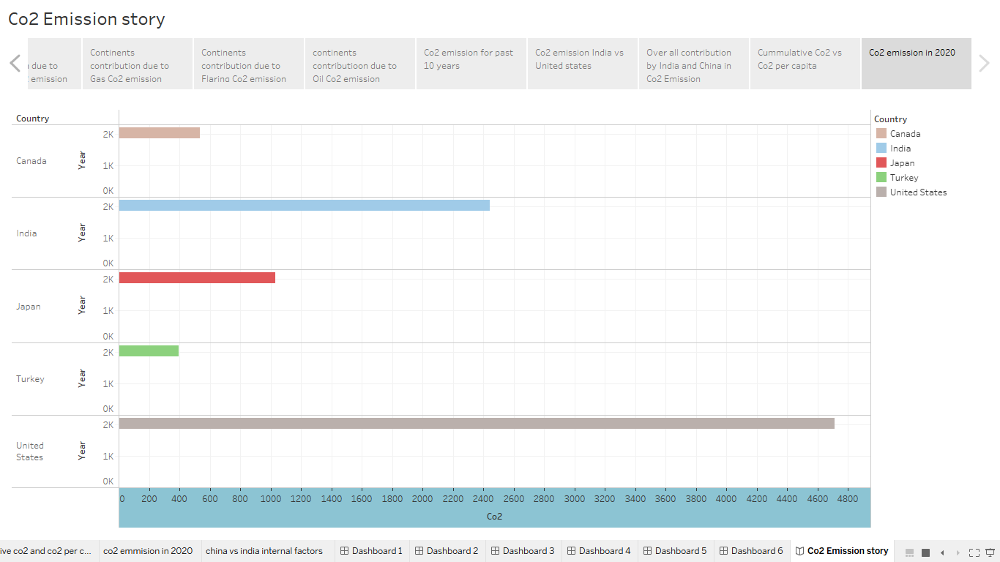 Co2 Emission story
due to
emission
Continents
contribution due to
Gas Co2 emission
Continents
contribution due to
Flaring Co2 emission
continents
contributioon due to
Oil Co2 emission
Co2 emission for past
10 years
Co2 emission India vs
United states
Over all contribution
by India and China in
Co2 Emission
Cummulative Co2 vs
Co2 per capita
Co2 emission in 2020
Country
Canada
Year
2K
1K
0K
India
Year
2K
1K
0K
Japan
Year
2K
1K
0K
Turkey
Year
2K
1K
0K
United
States
Year
2K
1K
0K
0 200 400 600 800 1000 1200 1400 1600 1800 2000 2200 2400 2600 2800 3000 3200 3400 3600 3800 4000 4200 4400 4600 4800
Co2
Country
Canada
India
Japan
Turkey
United States
ive co2 and co2 per c... co2 emmision in 2020 china vs india internal factors Dashboard 1 Dashboard 2 Dashboard 3 Dashboard 4 Dashboard 5 Dashboard 6 Co2 Emission story